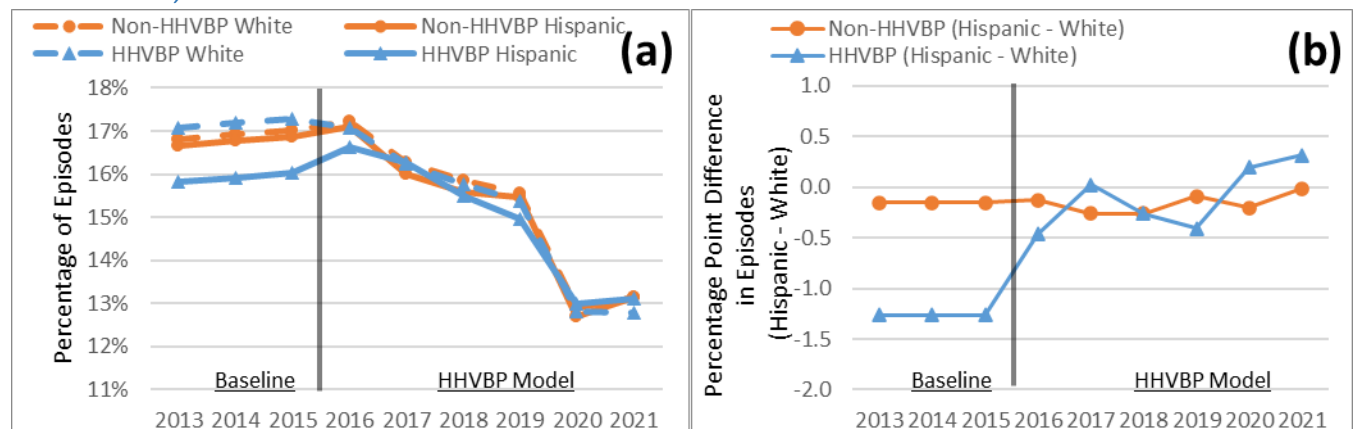 Non-HHVBP White
Non-HHVBP Hispanic
HHVBP White
HHVBP Hispanic
(a)
18%
17%
16%
15%
14%
13%
12%
11%
Percentage of Episodes
Baseline
HHVBP Model
2013 2014 2015 2016 2017 2018 2019 2020 2021
Non-HHVBP (Hispanic - White)
HHVBP (Hispanic - White)
(b)
1.0
0.5
0.0
-0.5
-1.0
-1.5
-2.0
Percentage Point Difference
in Episodes
(Hispanic - White)
Baseline
HHVBP Model
2013 2014 2015 2016 2017 2018 2019 2020 2021